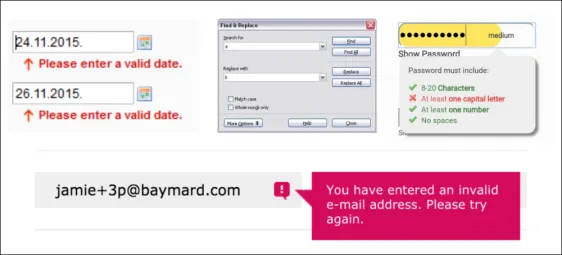 24.11.2015.
↑ Please enter a valid date.
26.11.2015.
↑ Please enter a valid date.
Find & Replace
Search for
a
Find
Find All
Replace with
b
Replace
Replace All
Match case
Whole words only
More Options
Help
Close
medium
Show Password
Password must include:
8-20 Characters
At least one capital letter
At least one number
No spaces
jamie+3p@baymard.com
You have entered an invalid
e-mail address. Please try
again.